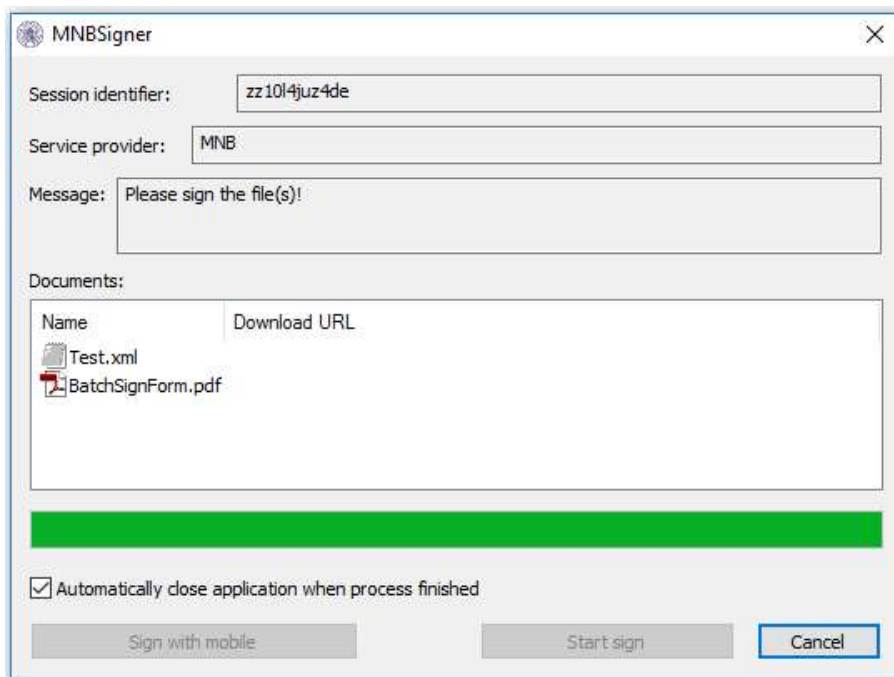 MNBSigner
Session identifier: zz10l4juz4de
Service provider: MNB
Message: Please sign the file(s)!
Documents:
Name Download URL
Test.xml
BatchSignForm.pdf
Automatically close application when process finished
Sign with mobile Start sign Cancel